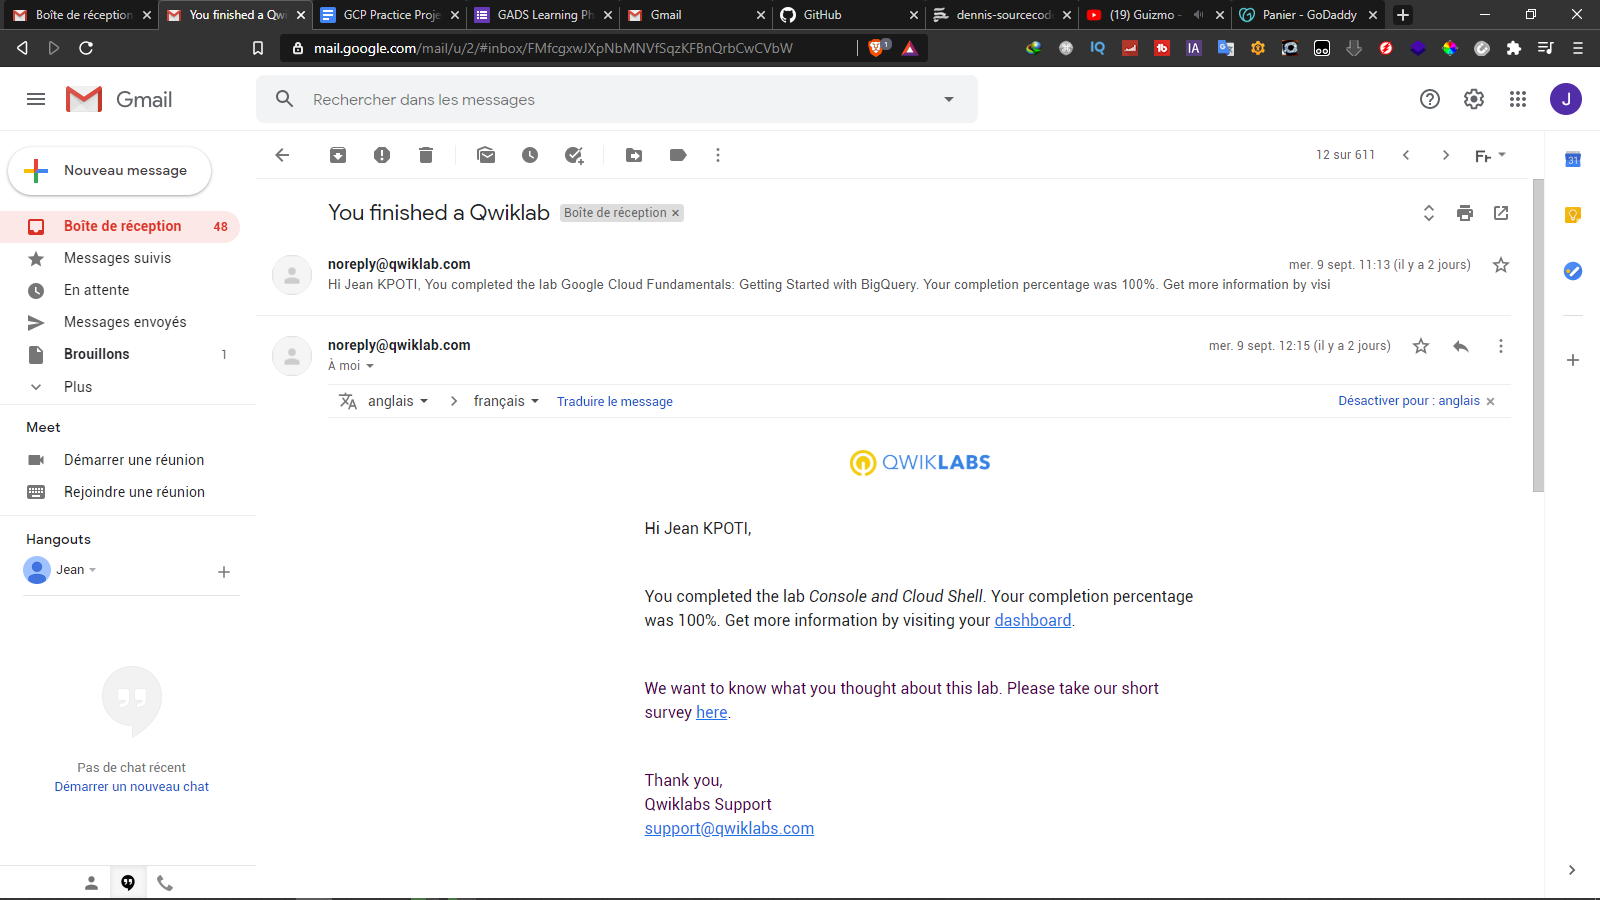 Boîte de réception
You finished a Qwi
GCP Practice Proje
GADS Learning Ph
Gmail
GitHub
dennis-sourcecod
(19) Guizmo -
Panier - GoDaddy
mail.google.com/mail/u/2/#inbox/FMfcgxwJXpNbMNVfSqzKFBnQrbCwCVbW
1
IQ
IA
Gmail
Rechercher dans les messages
J
Nouveau message
12 sur 611
31
Boîte de réception 48
Messages suivis
En attente
Messages envoyés
Brouillons 1
Plus
Meet
Démarrer une réunion
Rejoindre une réunion
Hangouts
Jean
Pas de chat récent
Démarrer un nouveau chat
You finished a Qwiklab
Boîte de réception
noreply@qwiklab.com
mer. 9 sept. 11:13 (il y a 2 jours)
Hi Jean KPOTI, You completed the lab Google Cloud Fundamentals: Getting Started with BigQuery. Your completion percentage was 100%. Get more information by visi
noreply@qwiklab.com
mer. 9 sept. 12:15 (il y a 2 jours)
À moi
anglais
français
Traduire le message
Désactiver pour : anglais
QWIKLABS
Hi Jean KPOTI,
You completed the lab Console and Cloud Shell. Your completion percentage
was 100%. Get more information by visiting your dashboard.
We want to know what you thought about this lab. Please take our short
survey here.
Thank you,
Qwiklabs Support
support@qwiklabs.com